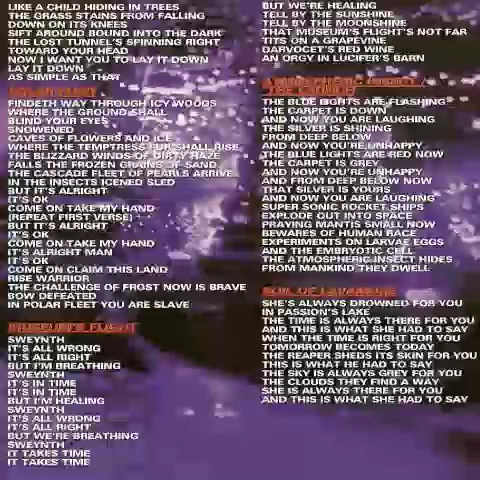 LIKE A CHILD HIDING IN TREES
THE GRASS STAINS FROM FALLING
DOWN ON ITS KNEES
SIFT AROUND BOUND INTO THE DARK
THE LOST TUNNEL'S SPINNING RIGHT
TOWARD YOUR HEAD
NOW I WANT YOU TO LAY IT DOWN
LAY IT DOWN
AS SIMPLE AS THAT
FINDETH WAY THROUGH ICY WOODS
WHERE THE GROUND SHALL
BLIND YOUR EYES
SNOWENED
CAVES OF FLOWERS AND ICE
WHERE THE TEMPTRESS FUR SHALL RISE
THE BLIZZARD WINDS OF DIRTY RAZE
FALLS THE FROZEN GRAINS OF SAND
THE CASCADE FLEET OF PEARLS ARRIVE
IN THE INSECTS ICENED SLED
BUT IT'S ALRIGHT
IT'S OK
COME ON TAKE MY HAND
(REPEAT FIRST VERSE)
BUT IT'S ALRIGHT
IT'S OK
COME ON TAKE MY HAND
IT'S ALRIGHT MAN
IT'S OK
COME ON CLAIM THIS LAND
RISE WARRIOR
THE CHALLENGE OF FROST NOW IS BRAVE
BOW DEFEATED
IN POLAR FLEET YOU ARE SLAVE
MUSEUM'S FLIGHT
SWEYNTH
IT'S ALL WRONG
IT'S ALL RIGHT
BUT I'M BREATHING
SWEYNTH
IT'S IN TIME
IT'S IN TIME
BUT I'M HEALING
SWEYNTH
IT'S ALL WRONG
IT'S ALL RIGHT
BUT WE'RE BREATHING
SWEYNTH
IT TAKES TIME
IT TAKES TIME
BUT WE'RE HEALING
TELL BY THE SUNSHINE
TELL BY THE MOONSHINE
THAT MUSEUM'S FLIGHT'S NOT FAR
TITS ON A GRAPEVINE
DARVOCET'S RED WINE
AN ORGY IN LUCIFER'S BARN
THE BLUE LIGHTS ARE FLASHING
THE CARPET IS DOWN
AND NOW YOU ARE LAUGHING
THE SILVER IS SHINING
FROM DEEP BELOW
AND NOW YOU'RE UNHAPPY
THE BLUE LIGHTS ARE RED NOW
THE CARPET IS GREY
AND NOW YOU'RE UNHAPPY
AND FROM DEEP BELOW NOW
THAT SILVER IS YOURS
AND NOW YOU ARE LAUGHING
SUPER SONIC ROCKET SHIPS
EXPLODE OUT INTO SPACE
PRAYING MANTIS SMALL NOW
BEWARES OF HUMAN RACE
EXPERIMENTS ON LARVAE EGGS
AND THE EMBRYOTIC CELL
THE ATMOSPHERIC INSECT HIDES
FROM MANKIND THEY DWELL
SHE'S ALWAYS DROWNED FOR YOU
IN PASSION'S LAKE
THE TIME IS ALWAYS THERE FOR YOU
AND THIS IS WHAT SHE HAD TO SAY
WHEN THE TIME IS RIGHT FOR YOU
TOMORROW BECOMES TODAY
THE REAPER SHEDS ITS SKIN FOR YOU
THIS IS WHAT HE HAD TO SAY
THE SKY IS ALWAYS GREY FOR YOU
THE CLOUDS THEY FIND A WAY
SHE IS ALWAYS THERE FOR YOU
AND THIS IS WHAT SHE HAD TO SAY